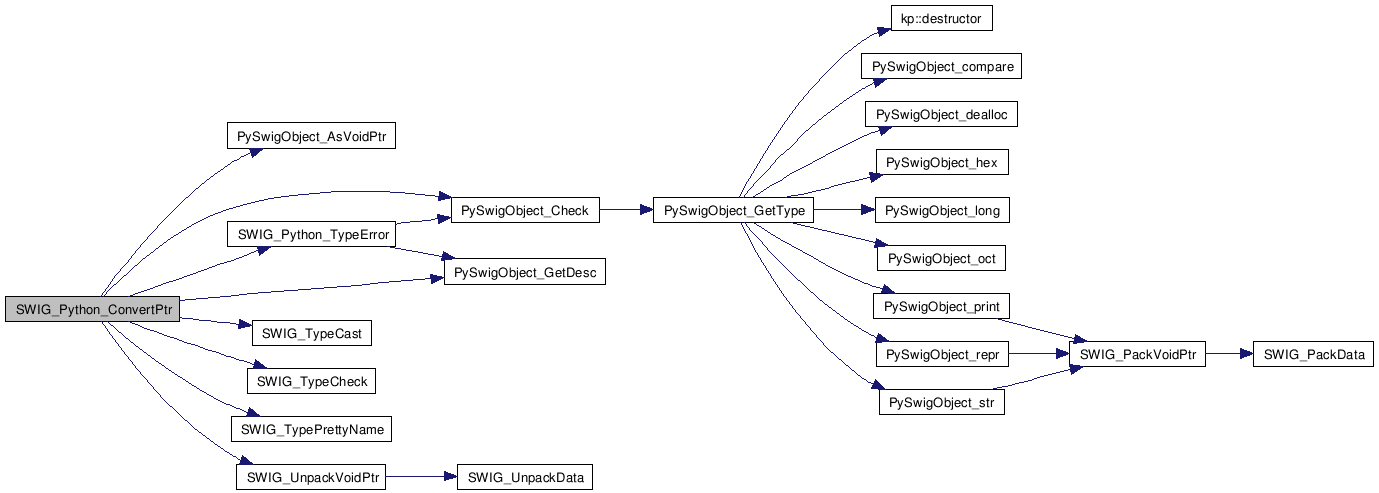 kp::destructor
PySwigObject_compare
PySwigObject_dealloc
PySwigObject_AsVoidPtr
PySwigObject_hex
PySwigObject_Check
PySwigObject_GetType
PySwigObject_long
SWIG_Python_TypeError
PySwigObject_oct
PySwigObject_GetDesc
SWIG_Python_ConvertPtr
PySwigObject_print
SWIG_TypeCast
PySwigObject_repr
SWIG_PackVoidPtr
SWIG_PackData
SWIG_TypeCheck
PySwigObject_str
SWIG_TypePrettyName
SWIG_UnpackVoidPtr
SWIG_UnpackData